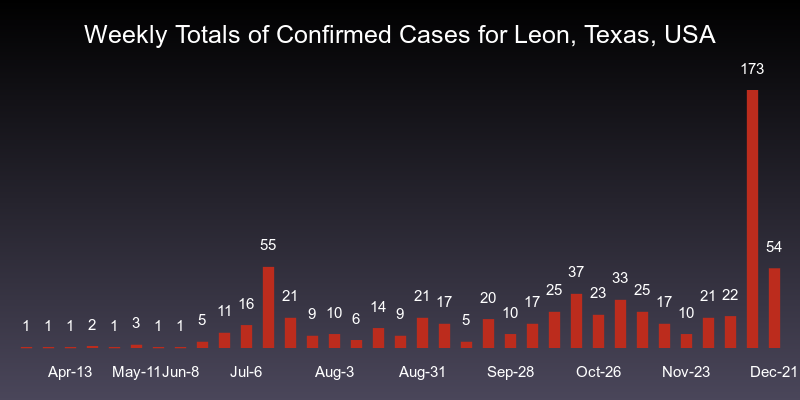 Weekly Totals of Confirmed Cases for Leon, Texas, USA
1 1 1 2 1 3 1 1 5 11 16 55 21 9 10 6 14 9 21 17 5 20 10 17 25 37 23 33 25 17 10 21 22 173 54
Apr-13 May-11 Jun-8 Jul-6 Aug-3 Aug-31 Sep-28 Oct-26 Nov-23 Dec-21